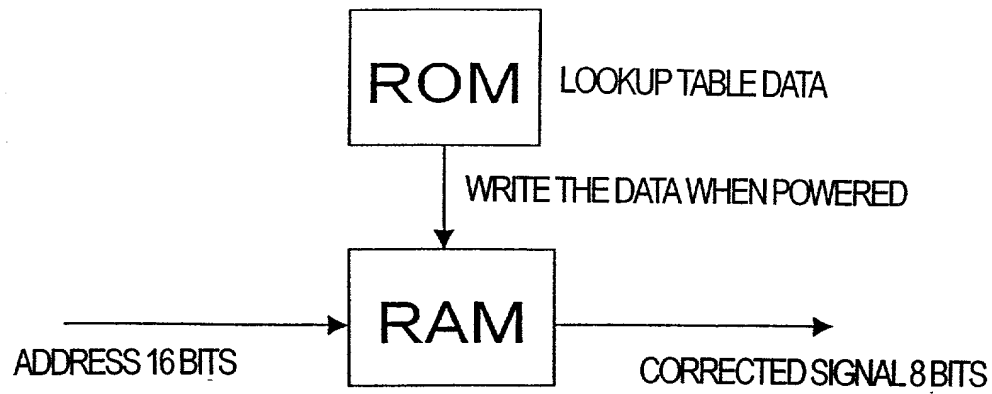 ROM
LOOKUP TABLE DATA
WRITE THE DATA WHEN POWERED
RAM
ADDRESS 16 BITS
CORRECTED SIGNAL 8 BITS